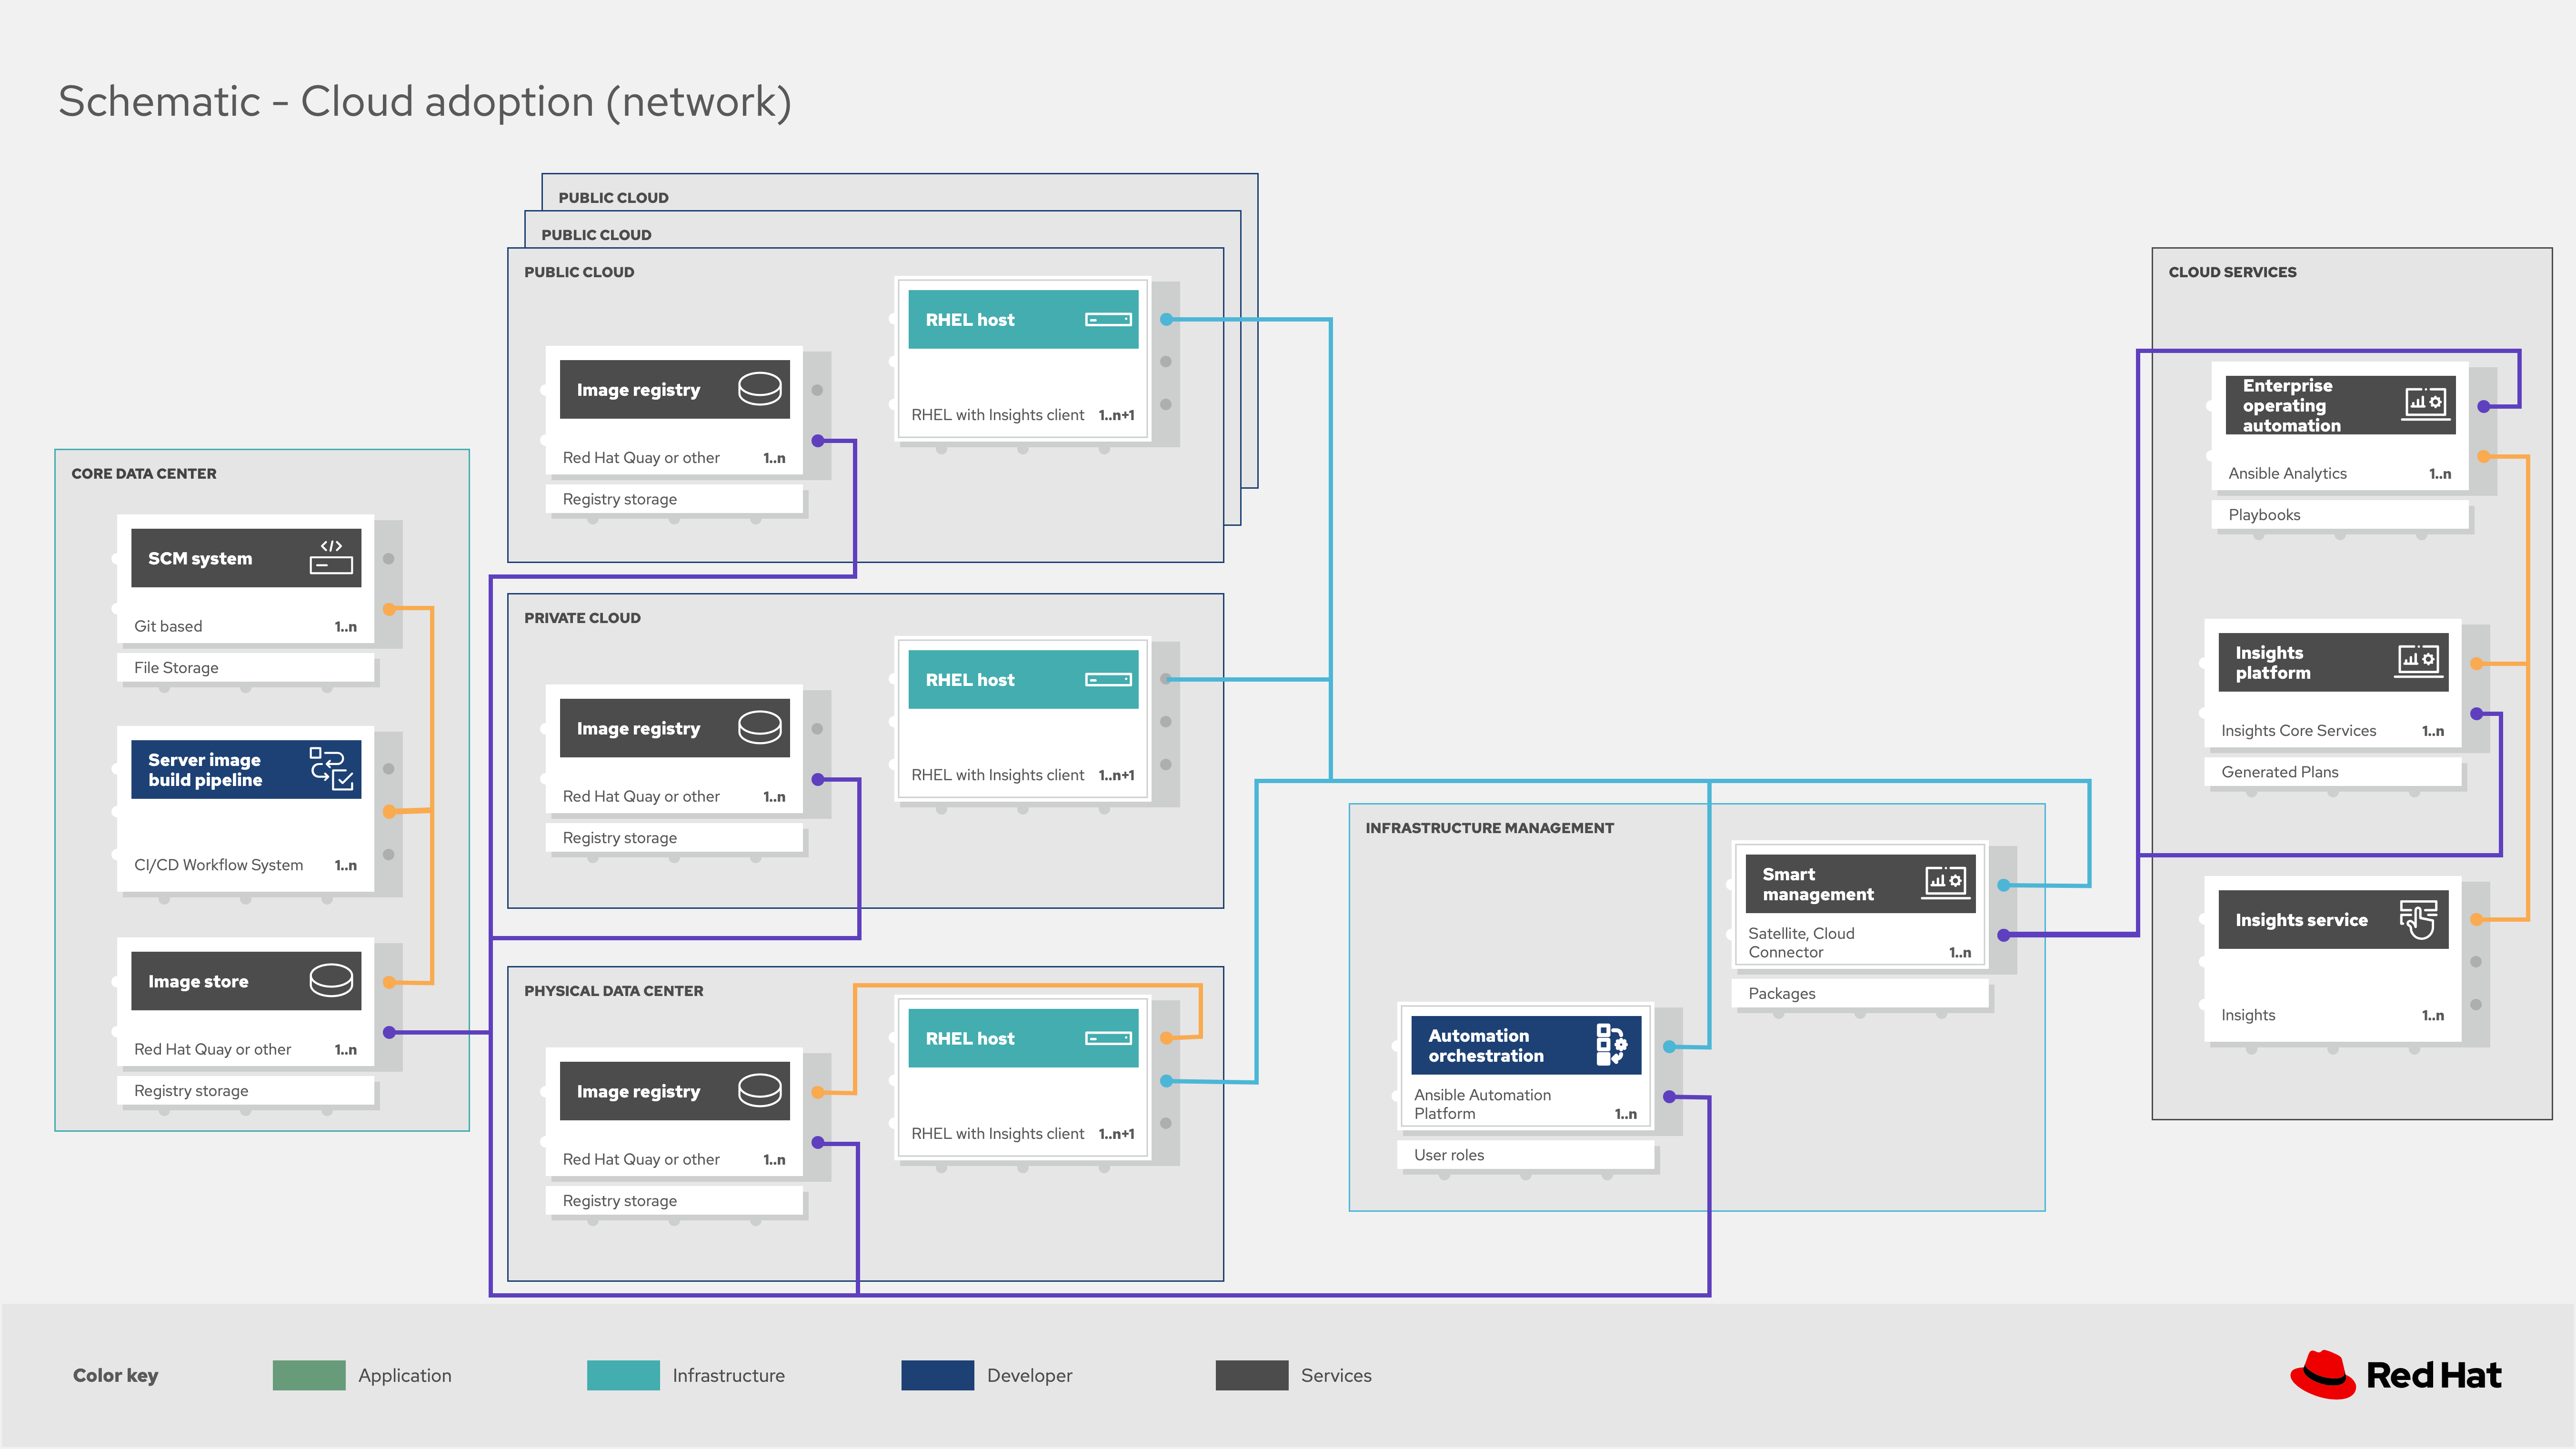 Schematic - Cloud adoption (network)
PUBLIC CLOUD
PUBLIC CLOUD
PUBLIC CLOUD
RHEL host
RHEL with Insights client 1..n+1
Image registry
Red Hat Quay or other 1..n
Registry storage
CORE DATA CENTER
SCM system
</>
Git based 1..n
File Storage
Server image
build pipeline
CI/CD Workflow System 1..n
Image store
Red Hat Quay or other 1..n
Registry storage
PRIVATE CLOUD
RHEL host
RHEL with Insights client 1..n+1
Image registry
Red Hat Quay or other 1..n
Registry storage
PHYSICAL DATA CENTER
RHEL host
RHEL with Insights client 1..n+1
Image registry
Red Hat Quay or other 1..n
Registry storage
INFRASTRUCTURE MANAGEMENT
Smart
management
Satellite, Cloud
Connector 1..n
Packages
Automation
orchestration
Ansible Automation
Platform 1..n
User roles
CLOUD SERVICES
Enterprise
operating
automation
Ansible Analytics 1..n
Playbooks
Insights
platform
Insights Core Services 1..n
Generated Plans
Insights service
Insights 1..n
Color key
Application
Infrastructure
Developer
Services
Red Hat